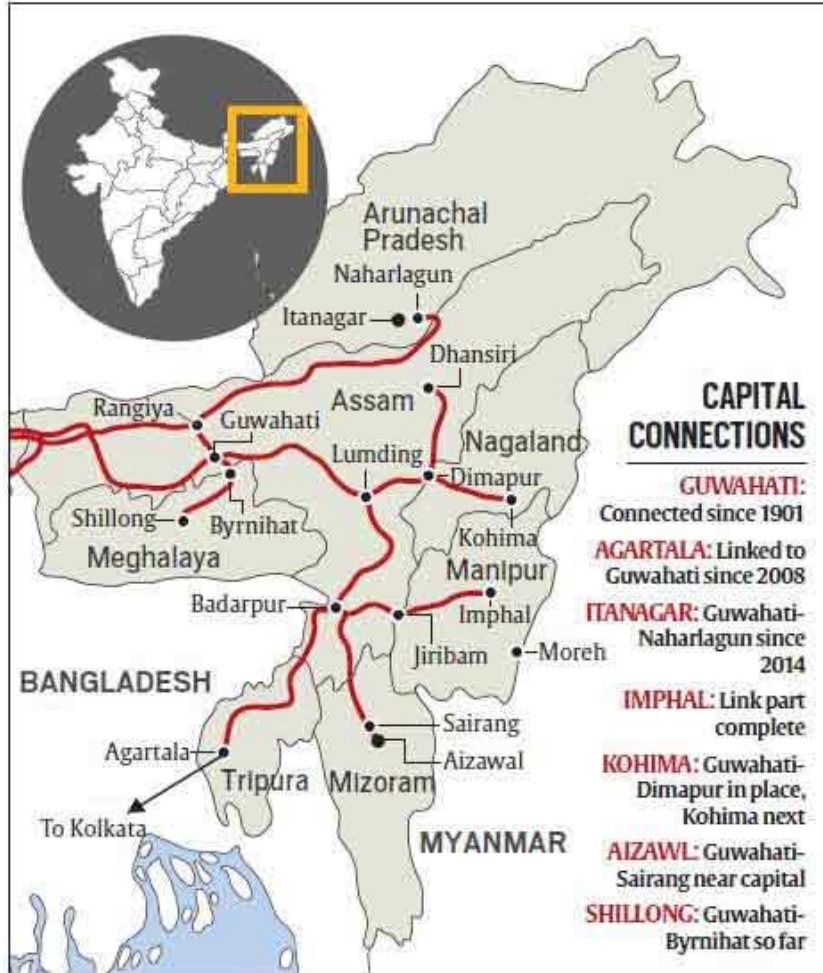 Arunachal
Pradesh
Naharlagun
Itanagar
Dhansiri
Assam
Rangiya
Guwahati
Nagaland
Lumding
Dimapur
Shillong
Byrnihat
Kohima
Meghalaya
Manipur
Badarpur
Imphal
Jiribam
Moreh
BANGLADESH
Sairang
Agartala
Aizawal
Tripura
Mizoram
To Kolkata
MYANMAR
CAPITAL
CONNECTIONS
GUWAHATI:
Connected since 1901
AGARTALA: Linked to
Guwahati since 2008
ITANAGAR: Guwahati-
Naharlagun since
2014
IMPHAL: Link part
complete
KOHIMA: Guwahati-
Dimapur in place,
Kohima next
AIZAWL: Guwahati-
Sairang near capital
SHILLONG: Guwahati-
Byrnihat so far